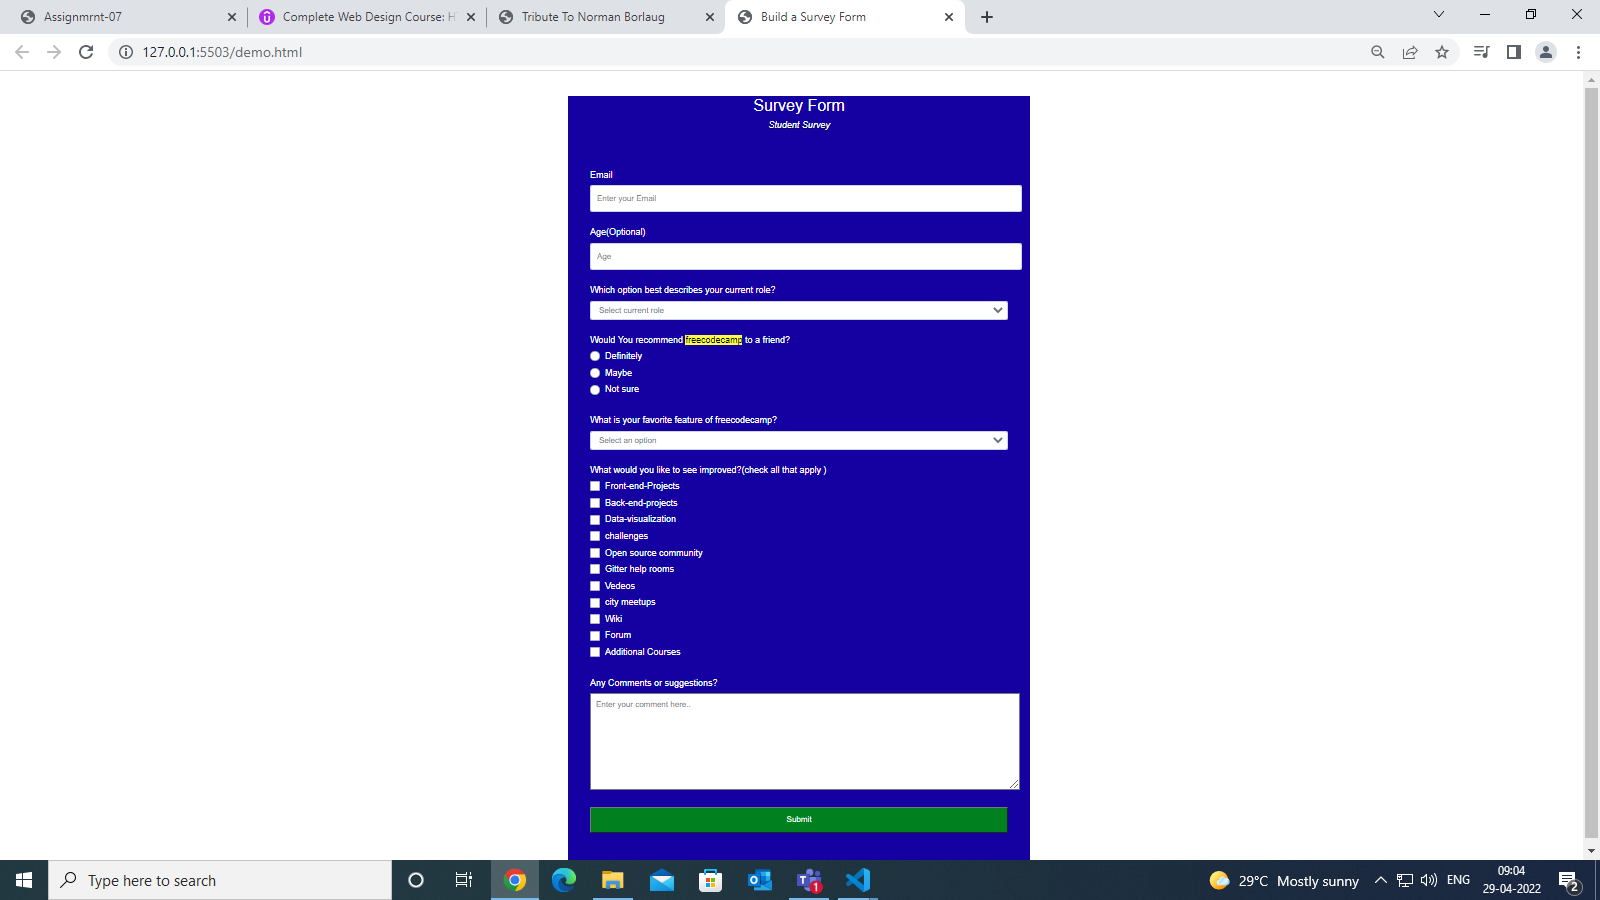 Assignmrnt-07
Complete Web Design Course: H
Tribute To Norman Borlaug
Build a Survey Form
127.0.0.1:5503/demo.html
Survey Form
Student Survey
Email
Enter your Email
Age(Optional)
Age
Which option best describes your current role?
Select current role
Would You recommend freecodecamp to a friend?
Definitely
Maybe
Not sure
What is your favorite feature of freecodecamp?
Select an option
What would you like to see improved?(check all that apply )
Front-end-Projects
Back-end-projects
Data-visualization
challenges
Open source community
Gitter help rooms
Vedeos
city meetups
Wiki
Forum
Additional Courses
Any Comments or suggestions?
Enter your comment here..
Submit
Type here to search
1
29°C Mostly sunny
ENG
09:04
29-04-2022
2